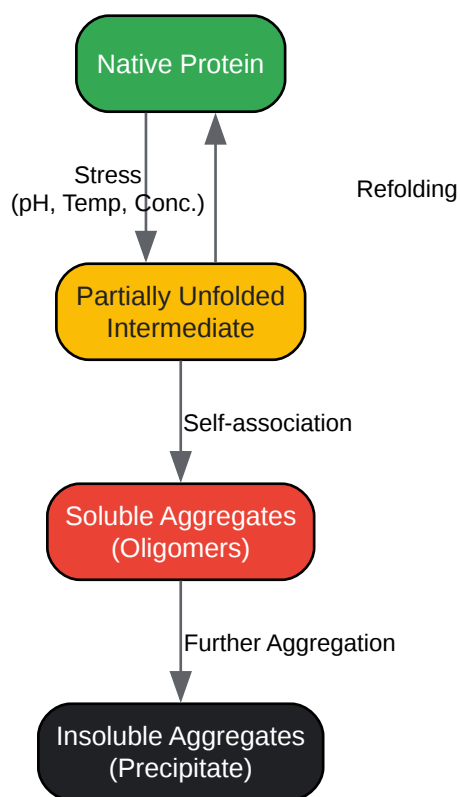 Native Protein
Stress
(pH, Temp, Conc.)
Refolding
Partially Unfolded
Intermediate
Self-association
Soluble Aggregates
(Oligomers)
Further Aggregation
Insoluble Aggregates
(Precipitate)